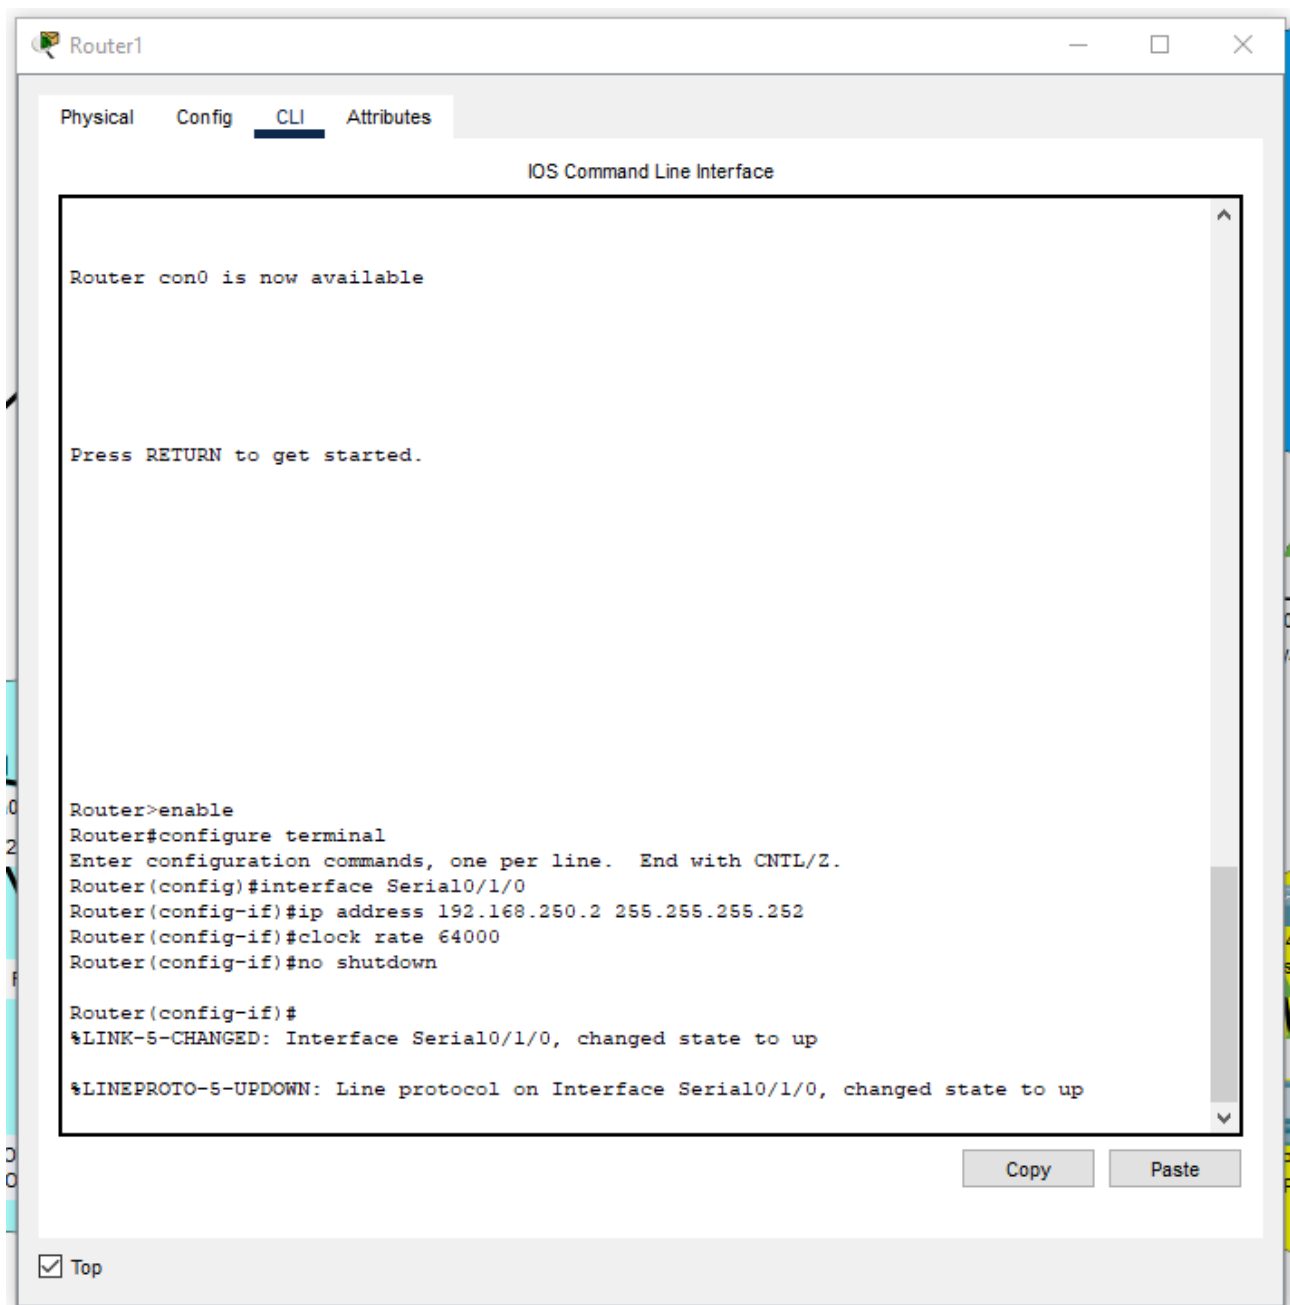 Router1
Physical Config CLI Attributes
IOS Command Line Interface
Router con0 is now available
Press RETURN to get started.
Router>enable
Router#configure terminal
Enter configuration commands, one per line.  End with CNTL/Z.
Router(config)#interface Serial0/1/0
Router(config-if)#ip address 192.168.250.2 255.255.255.252
Router(config-if)#clock rate 64000
Router(config-if)#no shutdown
Router(config-if)#
%LINK-5-CHANGED: Interface Serial0/1/0, changed state to up
%LINEPROTO-5-UPDOWN: Line protocol on Interface Serial0/1/0, changed state to up
Copy Paste
Top